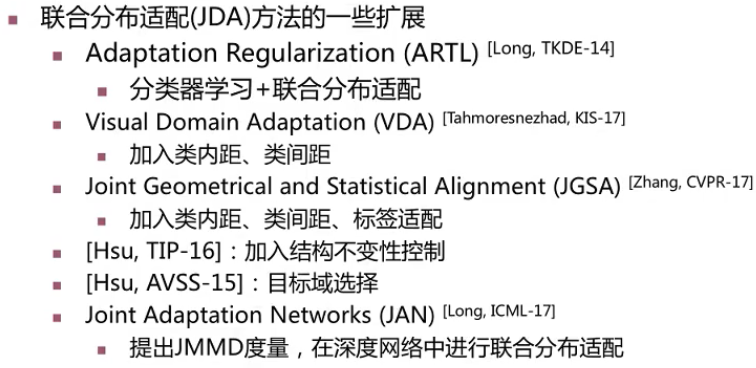 联合分布适配(JDA)方法的一些扩展
Adaptation Regularization (ARTL) [Long, TKDE-14]
分类器学习+联合分布适配
Visual Domain Adaptation (VDA) [Tahmoresnezhad, KIS-17]
加入类内距、类间距
Joint Geometrical and Statistical Alignment (JGSA) [Zhang, CVPR-17]
加入类内距、类间距、标签适配
[Hsu, TIP-16]：加入结构不变性控制
[Hsu, AVSS-15]：目标域选择
Joint Adaptation Networks (JAN) [Long, ICML-17]
提出JMMD度量，在深度网络中进行联合分布适配